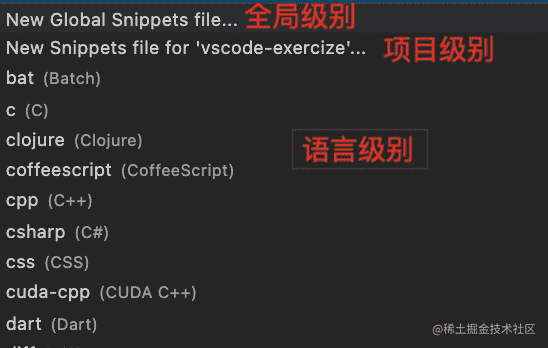 New Global Snippets file... 全局级别
New Snippets file for 'vscode-exercize'... 项目级别
bat (Batch)
c (C)
clojure (Clojure) 语言级别
coffeescript (CoffeeScript)
cpp (C++)
csharp (C#)
css (CSS)
cuda-cpp (CUDA C++)
dart (Dart)
@稀土掘金技术社区